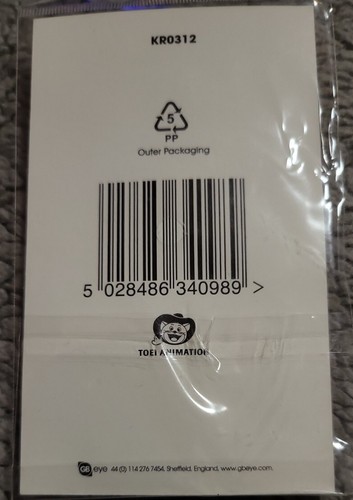 KR0312
5
PP
Outer Packaging
5 028486 340989 >
TOEI ANIMATION
GB eye 44 (0) 114 276 7454, Sheffield, England, www.gbeye.com.